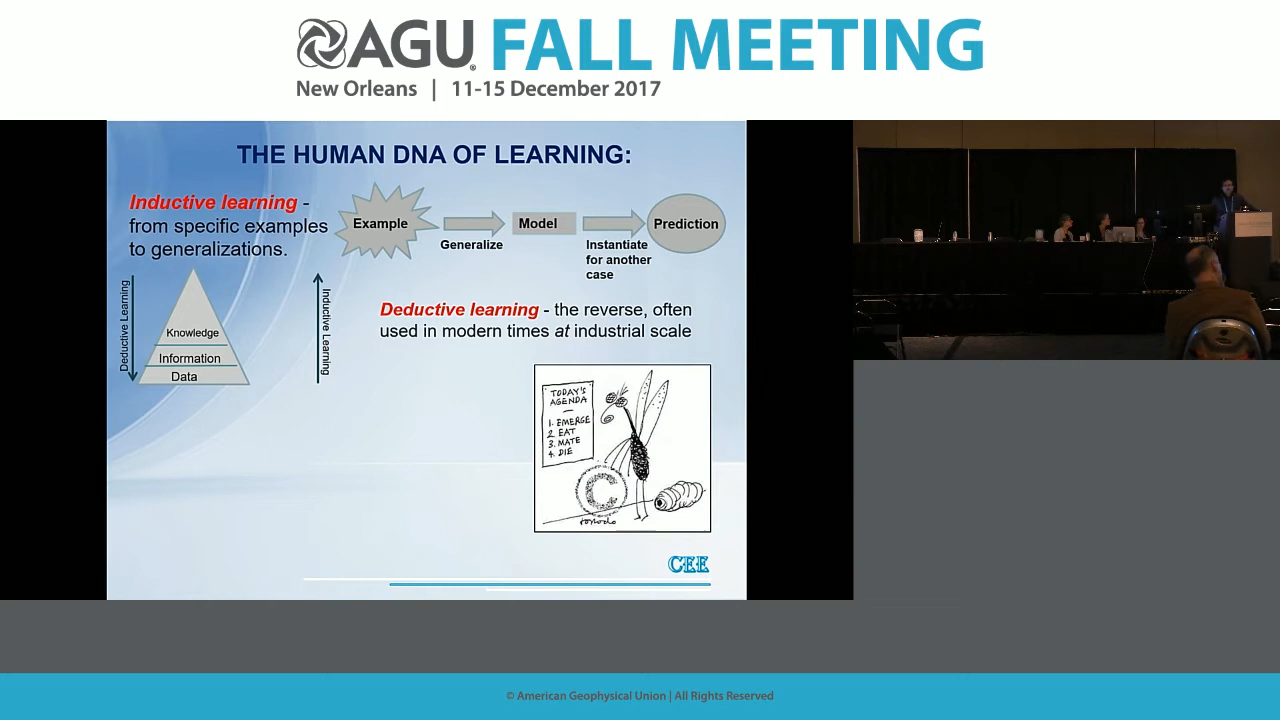 AGU FALL MEETING
New Orleans | 11-15 December 2017
THE HUMAN DNA OF LEARNING:
Inductive learning -
from specific examples
to generalizations.
Example
Generalize
Model
Instantiate
for another
case
Prediction
Deductive Learning
Knowledge
Information
Data
Inductive Learning
Deductive learning - the reverse, often
used in modern times at industrial scale
TODAY'S
AGENDA
1. EMERGE
2 EAT
3. MATE
4. DIE
C
CEE
© American Geophysical Union | All Rights Reserved